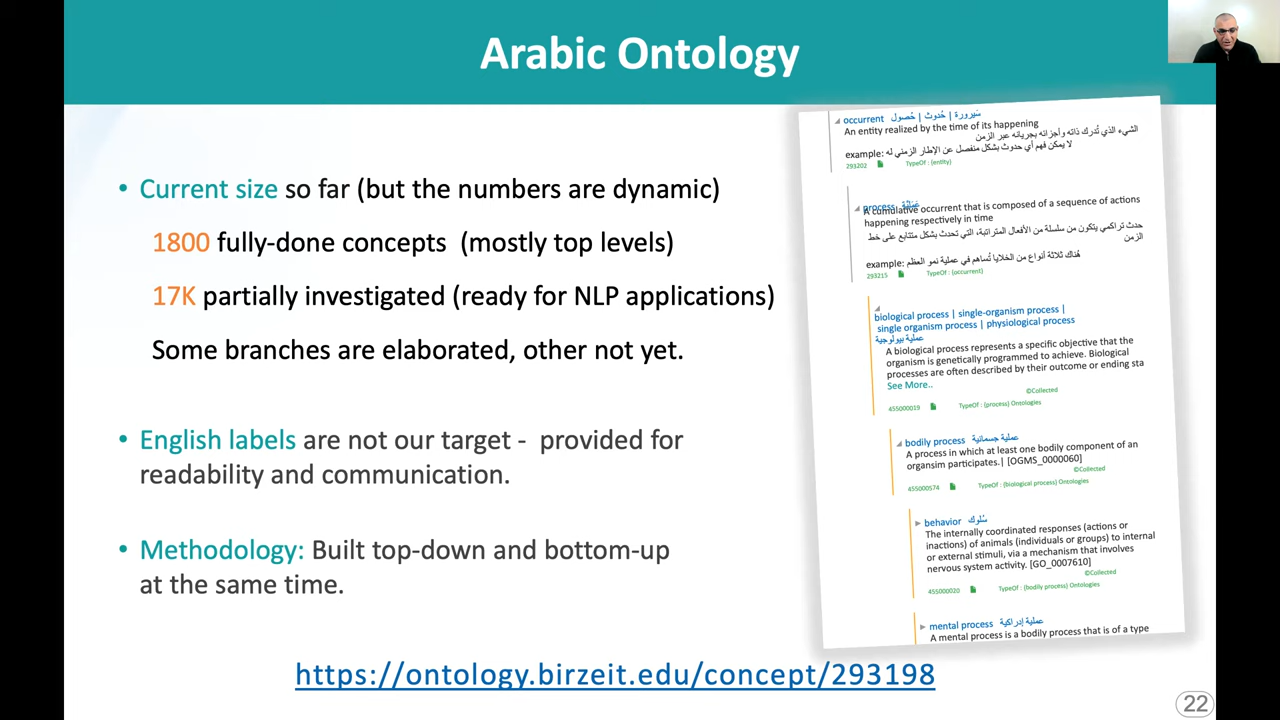 Arabic Ontology
• Current size so far (but the numbers are dynamic)
1800 fully-done concepts (mostly top levels)
17K partially investigated (ready for NLP applications)
Some branches are elaborated, other not yet.
• English labels are not our target - provided for
readability and communication.
• Methodology: Built top-down and bottom-up
at the same time.
https://ontology.birzeit.edu/concept/293198
occurrent سَيرورة | حُدوث | حُصول
An entity realized by the time of its happening
الشيء الذي تُدرك ذاته وأجزائه بجريانه عبر الزمن
example: لا يمكن فهم أي حدوث بشكل منفصل عن الإطار الزمني له
293202 TypeOf : (entity)
process عَمَليَّة
A cumulative occurrent that is composed of a sequence of actions
happening respectively in time
حدث تراكمي يتكون من سلسلة من الأفعال المتراتبة، التي تحدث بشكل متتابع على خط
الزمن
example: هُناك ثلاثة أنواع من الخلايا تُساهم في عملية نمو العظم
293215 TypeOf : (occurrent)
biological process | single-organism process |
single organism process | physiological process
عملية بيولوجية
A biological process represents a specific objective that the
organism is genetically programmed to achieve. Biological
processes are often described by their outcome or ending sta
See More..
©Collected
455000019 TypeOf : (process) Ontologies
bodily process عملية جسمانية
A process in which at least one bodily component of an
organsim participates.| [OGMS_0000060]
©Collected
455000574 TypeOf : (biological process) Ontologies
behavior سُلوك
The internally coordinated responses (actions or
inactions) of animals (individuals or groups) to internal
or external stimuli, via a mechanism that involves
nervous system activity. [GO_0007610]
©Collected
455000020 TypeOf : (bodily process) Ontologies
mental process عملية إدراكية
A mental process is a bodily process that is of a type
22